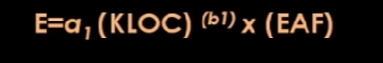 E=a₁ (KLOC) ⁽ᵇ¹⁾ x (EAF)